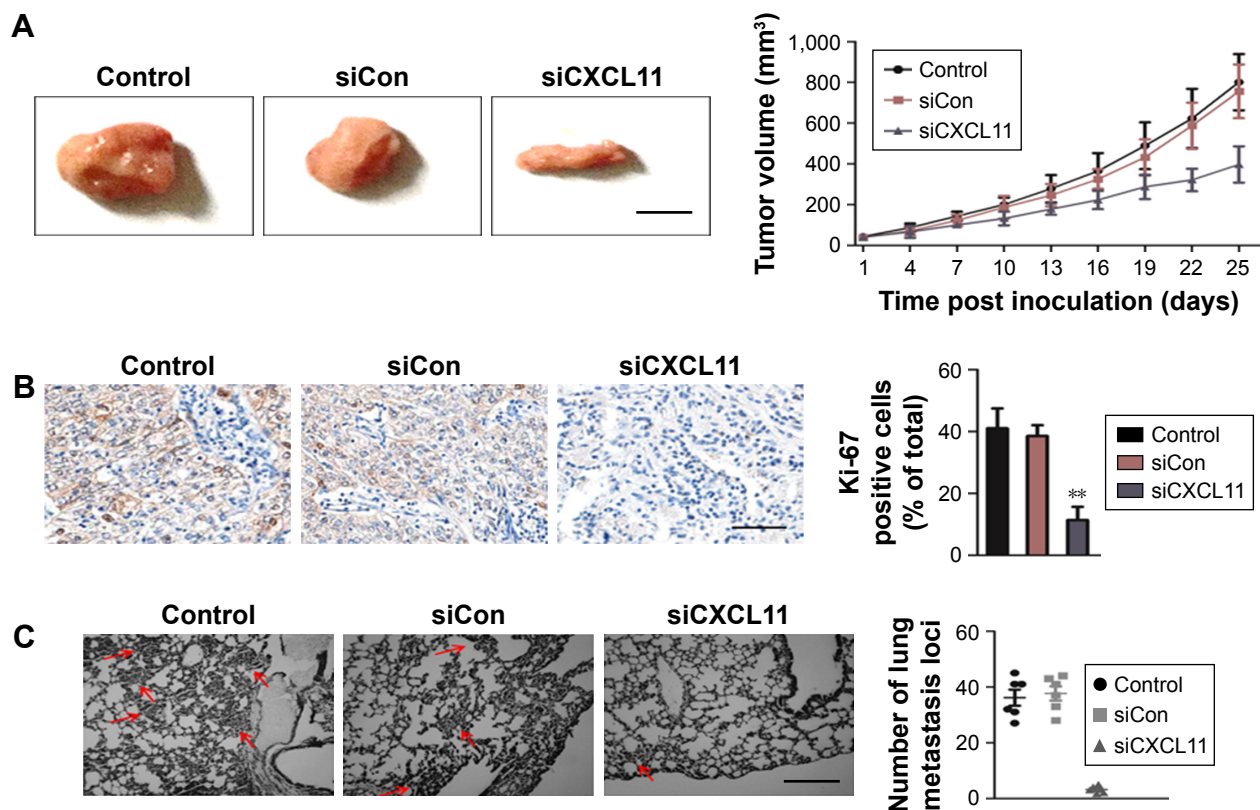 A
Control
siCon
siCXCL11
Tumor volume (mm³)
1,000
800
600
400
200
0
Control
siCon
siCXCL11
1 4 7 10 13 16 19 22 25
Time post inoculation (days)
B
Control
siCon
siCXCL11
Ki-67
positive cells
(% of total)
60
40
20
0
**
Control
siCon
siCXCL11
C
Control
siCon
siCXCL11
Number of lung
metastasis loci
60
40
20
0
Control
siCon
siCXCL11